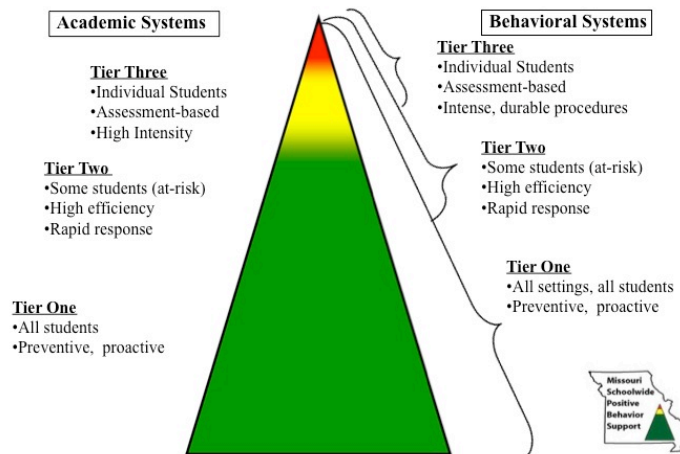 Academic Systems
Tier Three
•Individual Students
•Assessment-based
•High Intensity
Tier Two
•Some students (at-risk)
•High efficiency
•Rapid response
Tier One
•All students
•Preventive, proactive
Behavioral Systems
Tier Three
•Individual Students
•Assessment-based
•Intense, durable procedures
Tier Two
•Some students (at-risk)
•High efficiency
•Rapid response
Tier One
•All settings, all students
•Preventive, proactive
Missouri
Schoolwide
Positive
Behavior
Support